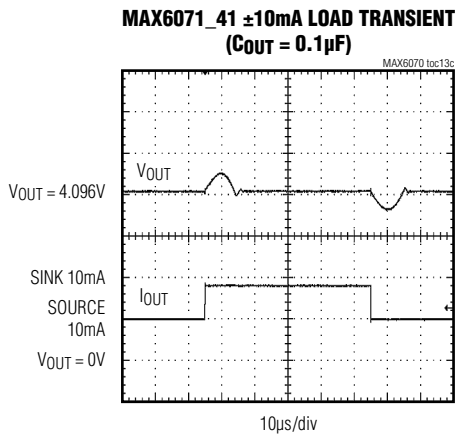 MAX6071_41 ±10mA LOAD TRANSIENT
(COUT = 0.1µF)
MAX6070 toc13c
VOUT
VOUT = 4.096V
SINK 10mA
IOUT
SOURCE
10mA
VOUT = 0V
10µs/div